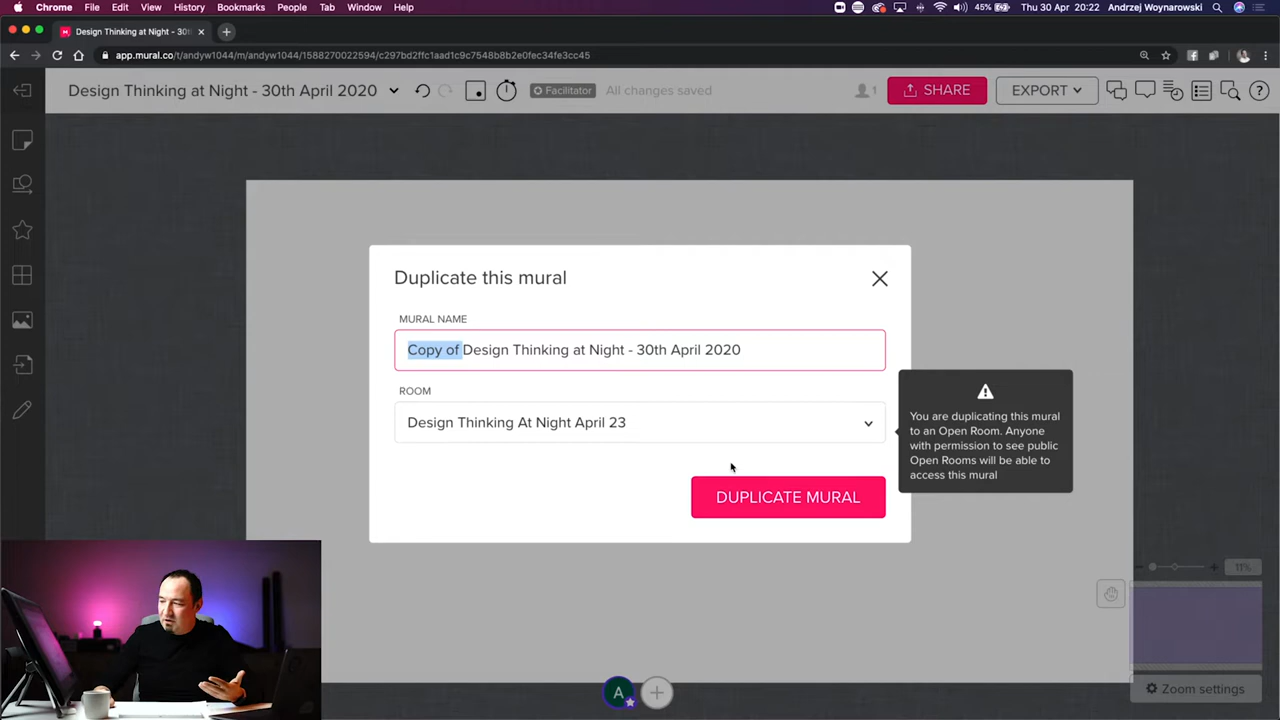 Chrome File Edit View History Bookmarks People Tab Window Help 45% Thu 30 Apr 20:22 Andrzej Woynarowski
Design Thinking at Night - 30th
app.mural.co/t/andyw1044/m/andyw1044/1588270022594/c297bd2ffc1aad1c9c7548b8b2e0fec34fe3cc45
Design Thinking at Night - 30th April 2020 Facilitator All changes saved 1 SHARE EXPORT ?
Duplicate this mural
MURAL NAME
Copy of Design Thinking at Night - 30th April 2020
ROOM
Design Thinking At Night April 23
You are duplicating this mural
to an Open Room. Anyone
with permission to see public
Open Rooms will be able to
access this mural
DUPLICATE MURAL
11%
A
Zoom settings